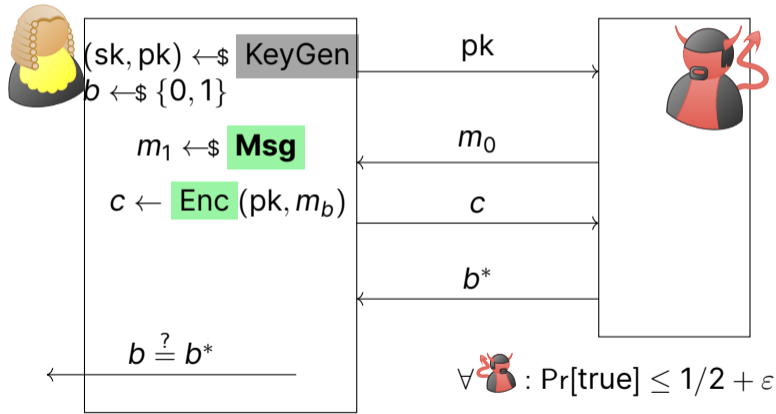 (sk, pk) ←$ KeyGen
pk
b ←$ {0, 1}
m₁ ←$ Msg
m₀
c ← Enc (pk, m_b)
c
b*
b ≟ b*
∀ : Pr[true] ≤ 1/2 + ε